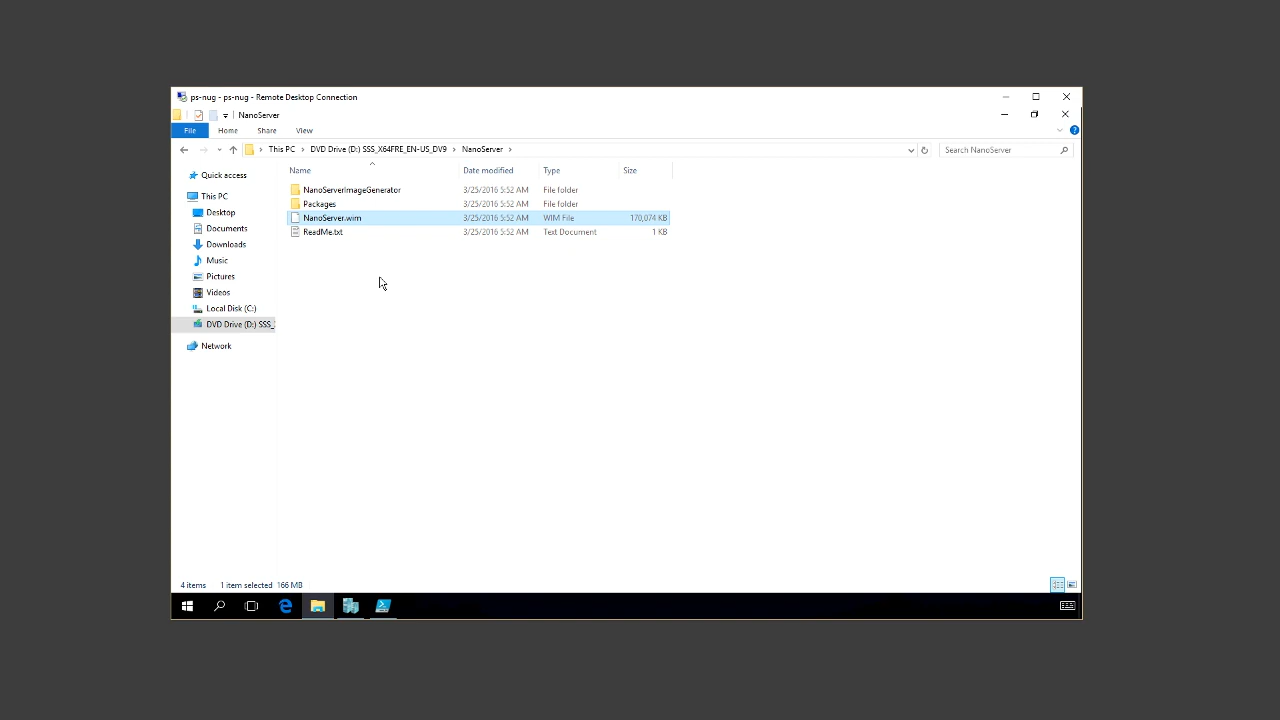 ps-nug - ps-nug - Remote Desktop Connection
NanoServer
File Home Share View
This PC DVD Drive (D:) SSS_X64FRE_EN-US_DV9 NanoServer
Search NanoServer
Name Date modified Type Size
Quick access
This PC
Desktop
Documents
Downloads
Music
Pictures
Videos
Local Disk (C:)
DVD Drive (D:) SSS_
Network
NanoServerImageGenerator 3/25/2016 5:52 AM File folder
Packages 3/25/2016 5:52 AM File folder
NanoServer.wim 3/25/2016 5:52 AM WIM File 170,074 KB
ReadMe.txt 3/25/2016 5:52 AM Text Document 1 KB
4 items 1 item selected 166 MB